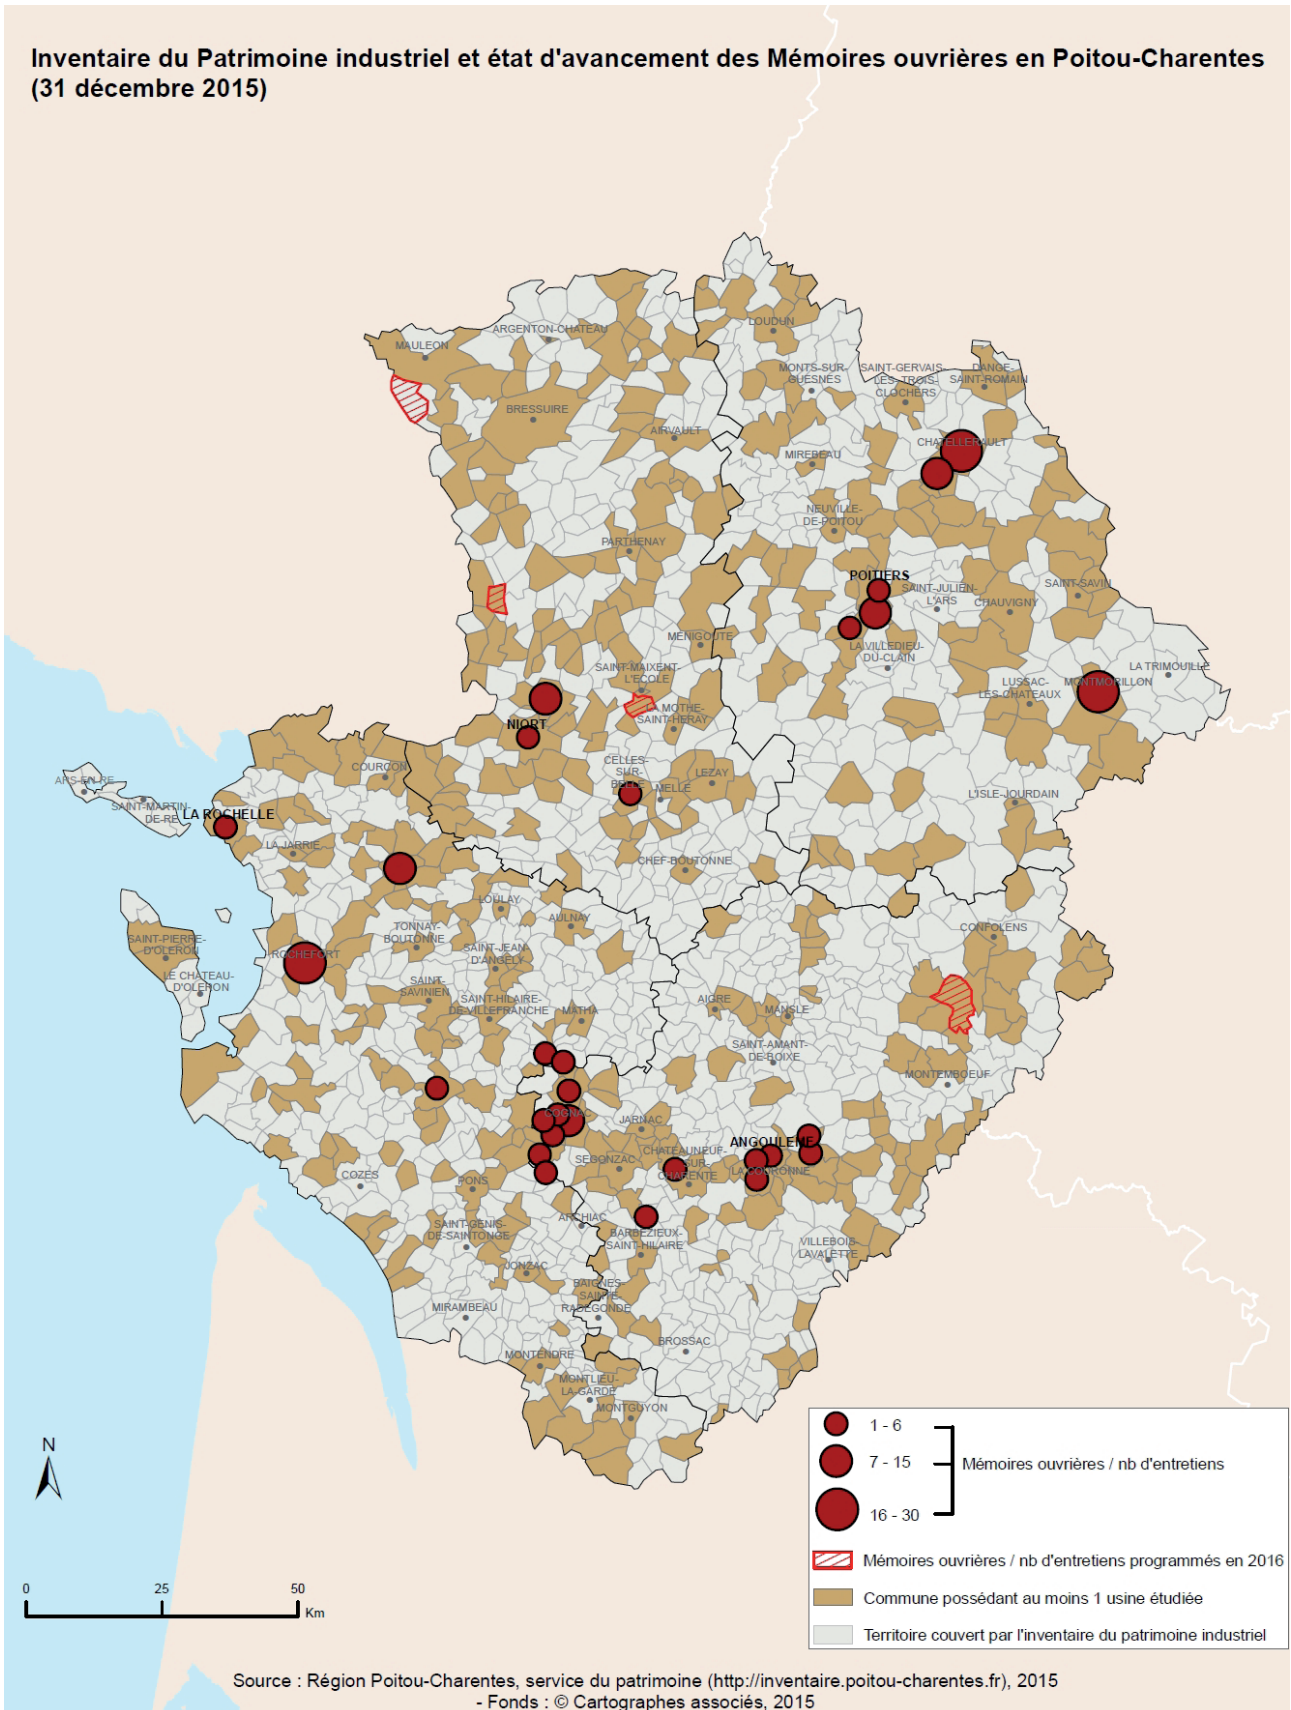 Inventaire du Patrimoine industriel et état d'avancement des Mémoires ouvrières en Poitou-Charentes
(31 décembre 2015)
ARGENTON-CHATEAU
MAULEON
LOUDUN
MONTS-SUR-
GUESNES
SAINT-GERVAIS-
LES-TROIS-
CLOCHERS
DANGE-
SAINT-ROMAIN
BRESSUIRE
AIRVAULT
CHATELLERAULT
MIREBEAU
NEUVILLE-
DE-POITOU
PARTHENAY
POITIERS
SAINT-JULIEN-
L'ARS
CHAUVIGNY
SAINT-SAVIN
MENIGOUTE
LA VILLEDIEU-
DU-CLAIN
SAINT-MAIXENT-
L'ECOLE
LA TRIMOUILLE
LUSSAC-
LES-CHATEAUX
MONTMORILLON
LA MOTHE-
SAINT-HERAY
NIORT
CELLES-
SUR-
BELLE
MELLE
LEZAY
COURCON
ARS-EN-RE
SAINT-MARTIN-
DE-RE
LA ROCHELLE
L'ISLE-JOURDAIN
LA JARRIE
CHEF-BOUTONNE
LOULAY
AULNAY
TONNAY-
BOUTONNE
CONFOLENS
SAINT-PIERRE-
D'OLERON
ROCHEFORT
SAINT-JEAN-
D'ANGELY
LE CHATEAU-
D'OLERON
SAINT-
SAVINIEN
SAINT-HILAIRE-
DE-VILLEFRANCHE
MATHA
AIGRE
MANSLE
SAINT-AMANT-
DE-BOIXE
MONTEMBOEUF
COGNAC
JARNAC
ANGOULEME
CHATEAUNEUF-
SUR-
CHARENTE
LA COURONNE
SEGONZAC
COZES
PONS
ARCHIAC
SAINT-GENIS-
DE-SAINTONGE
BARBEZIEUX-
SAINT-HILAIRE
VILLEBOIS-
LAVALETTE
JONZAC
BAIGNES-
SAINTE-
RADEGONDE
MIRAMBEAU
BROSSAC
MONTENDRE
MONTLIEU-
LA-GARDE
MONTGUYON
N
0 25 50
Km
1 - 6
7 - 15
16 - 30
Mémoires ouvrières / nb d'entretiens
Mémoires ouvrières / nb d'entretiens programmés en 2016
Commune possédant au moins 1 usine étudiée
Territoire couvert par l'inventaire du patrimoine industriel
Source : Région Poitou-Charentes, service du patrimoine (http://inventaire.poitou-charentes.fr), 2015
- Fonds : © Cartographes associés, 2015